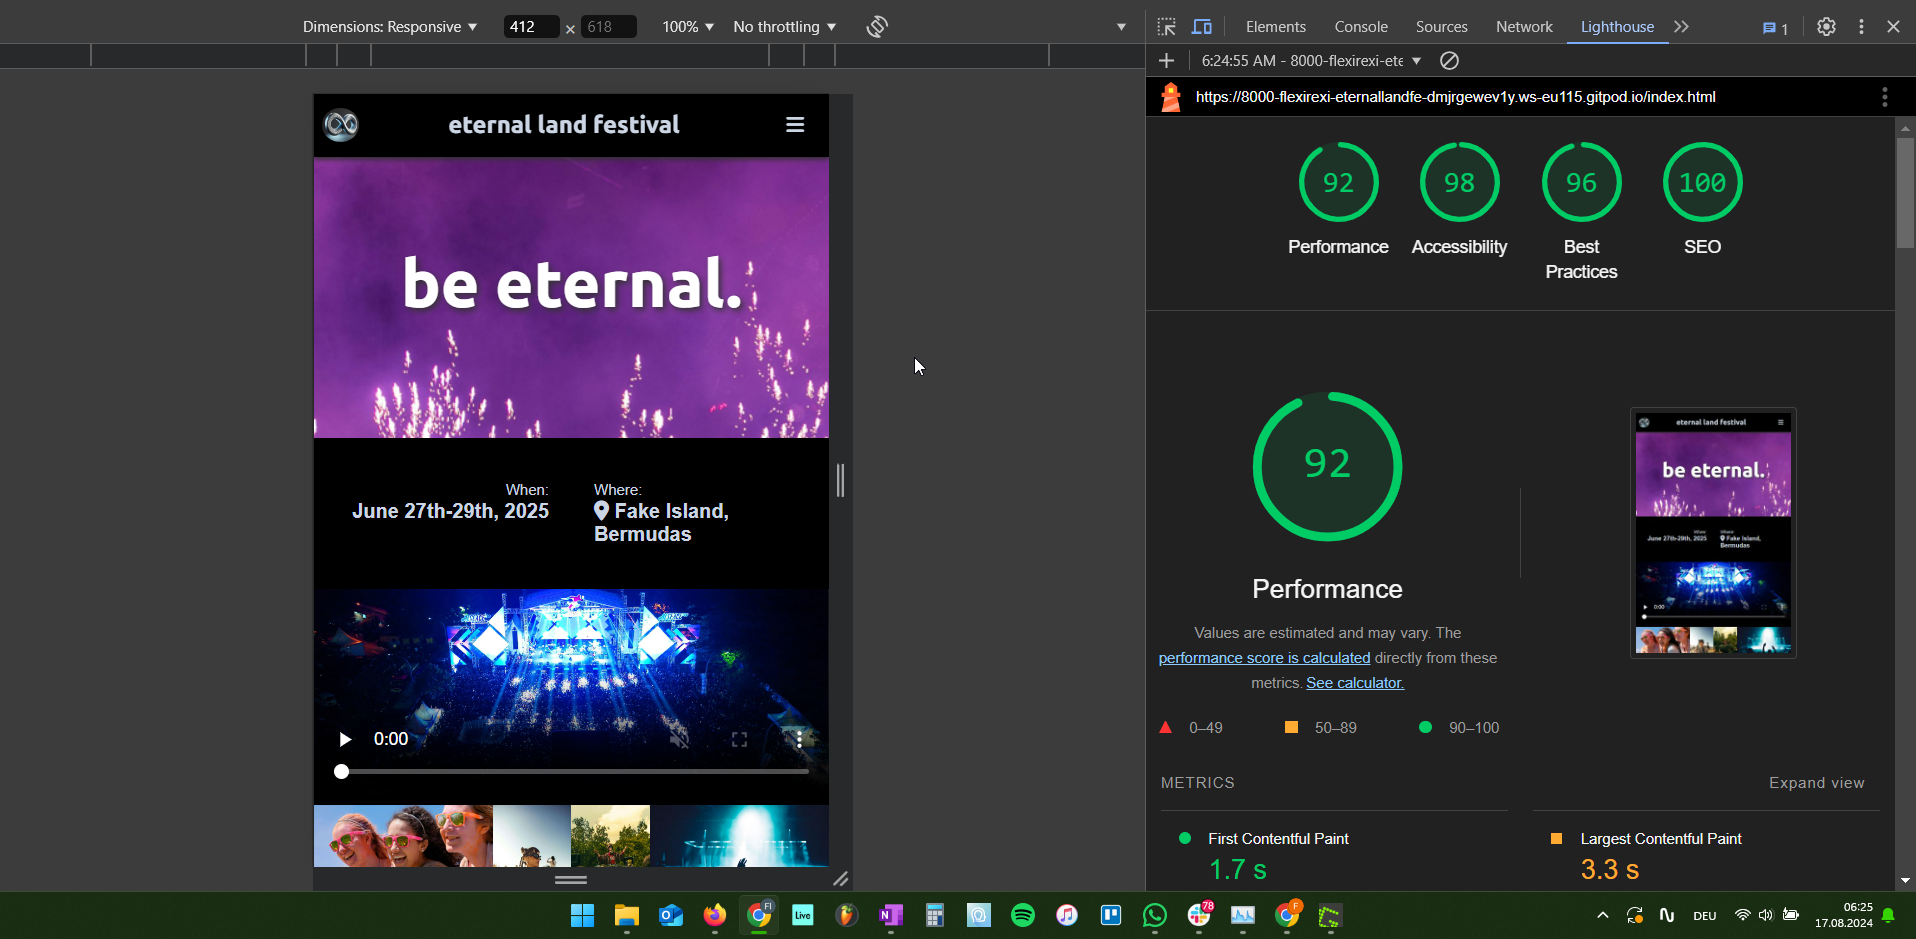 Dimensions: Responsive ▼ 412 × 618 100% ▼ No throttling ▼
Elements Console Sources Network Lighthouse 1
6:24:55 AM - 8000-flexirexi-ete ▼
https://8000-flexirexi-eternallandfe-dmjrgewev1y.ws-eu115.gitpod.io/index.html
eternal land festival
be eternal.
When:
June 27th-29th, 2025
Where:
Fake Island,
Bermudas
0:00
92 98 96 100
Performance Accessibility Best Practices SEO
92
Performance
Values are estimated and may vary. The
performance score is calculated directly from these
metrics. See calculator.
0–49 50–89 90–100
eternal land festival
be eternal.
When: Where:
June 27th-29th, 2025 Fake Island,
Bermudas
0:00
METRICS Expand view
First Contentful Paint
1.7 s
Largest Contentful Paint
3.3 s
FI Live N 78 F
DEU
06:25
17.08.2024